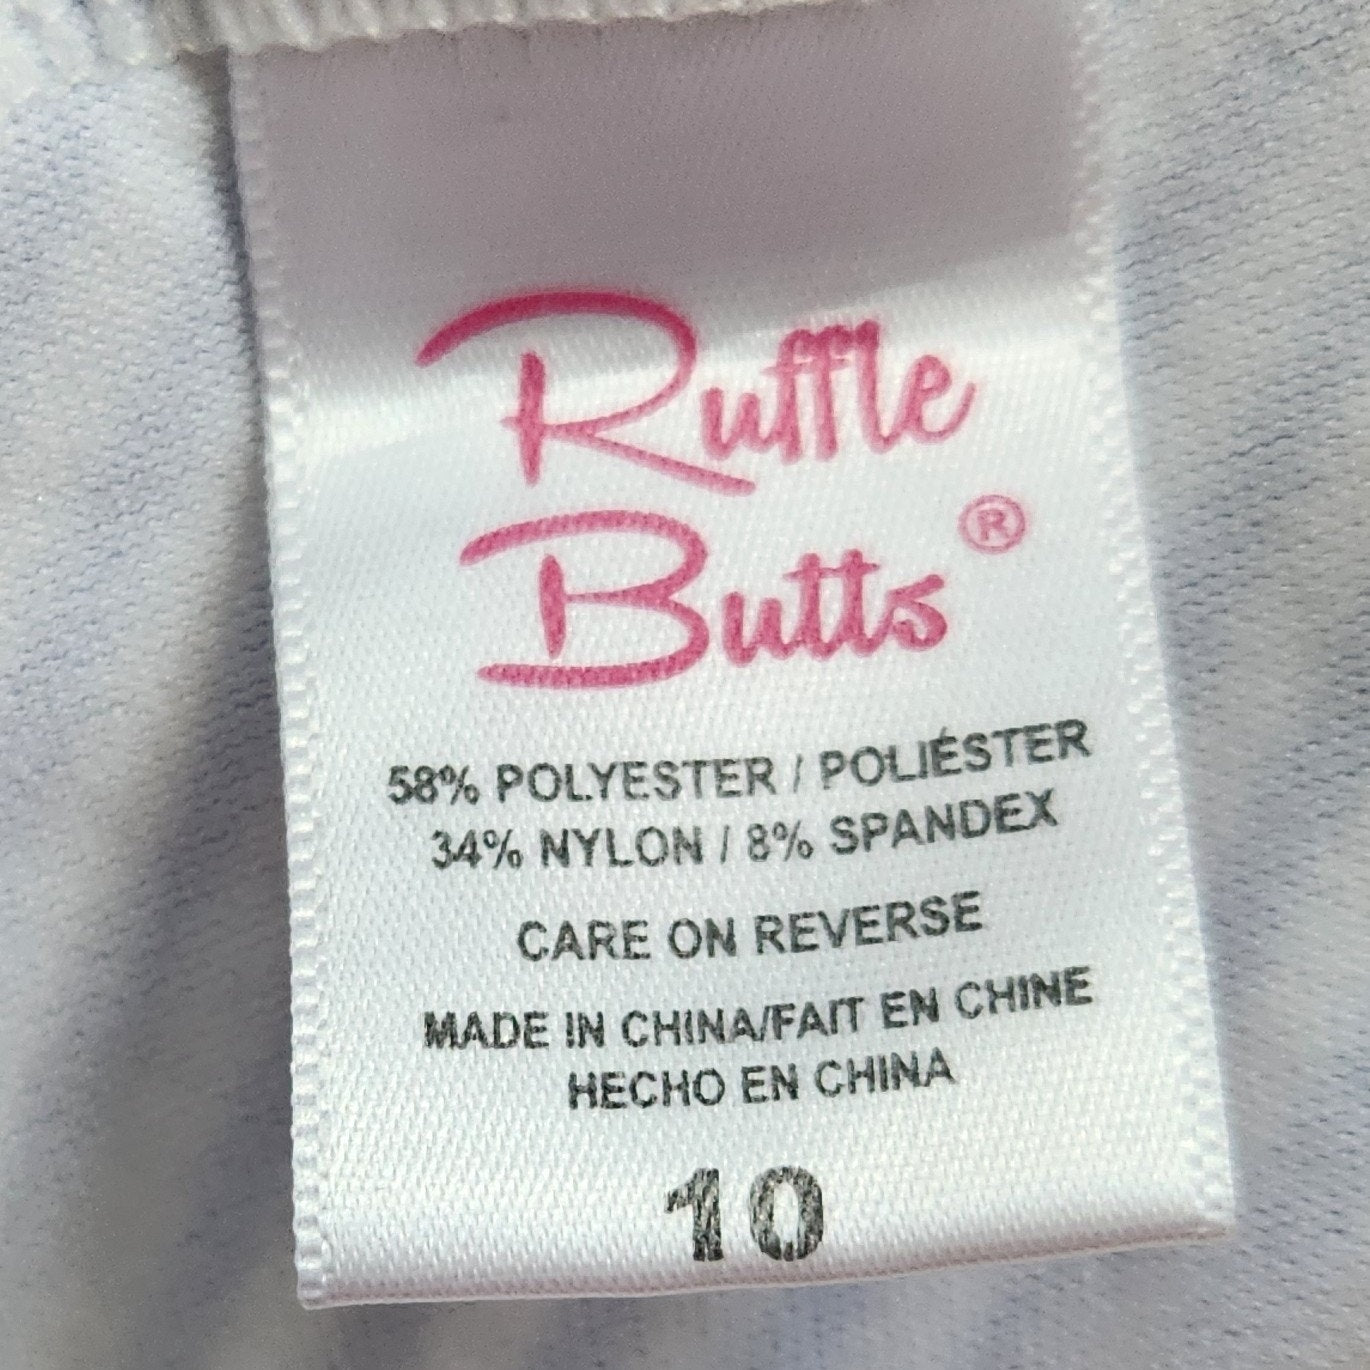 Ruffle
Butts®
58% POLYESTER / POLIÉSTER
34% NYLON / 8% SPANDEX
CARE ON REVERSE
MADE IN CHINA/FAIT EN CHINE
HECHO EN CHINA
10